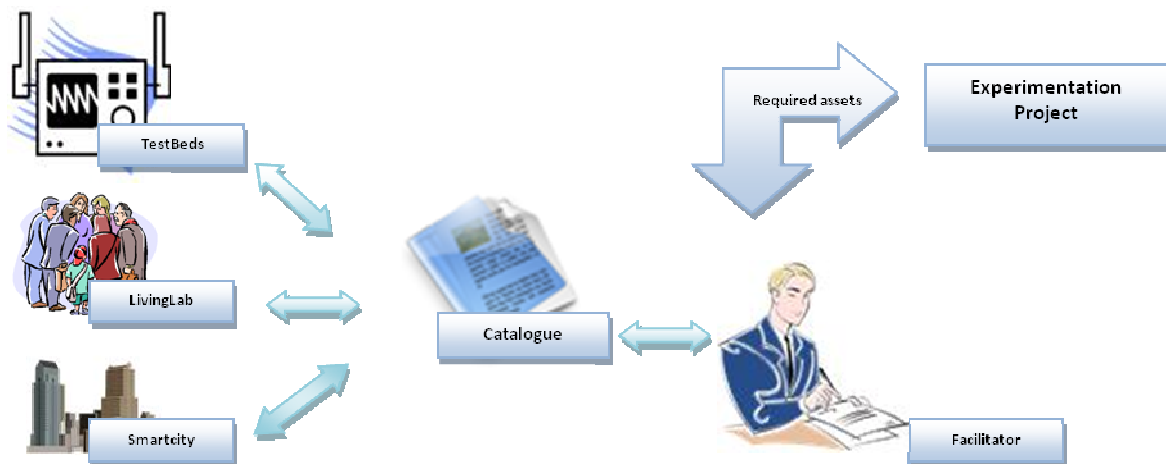 TestBeds
LivingLab
Smartcity
Catalogue
Required assets
Experimentation
Project
Facilitator